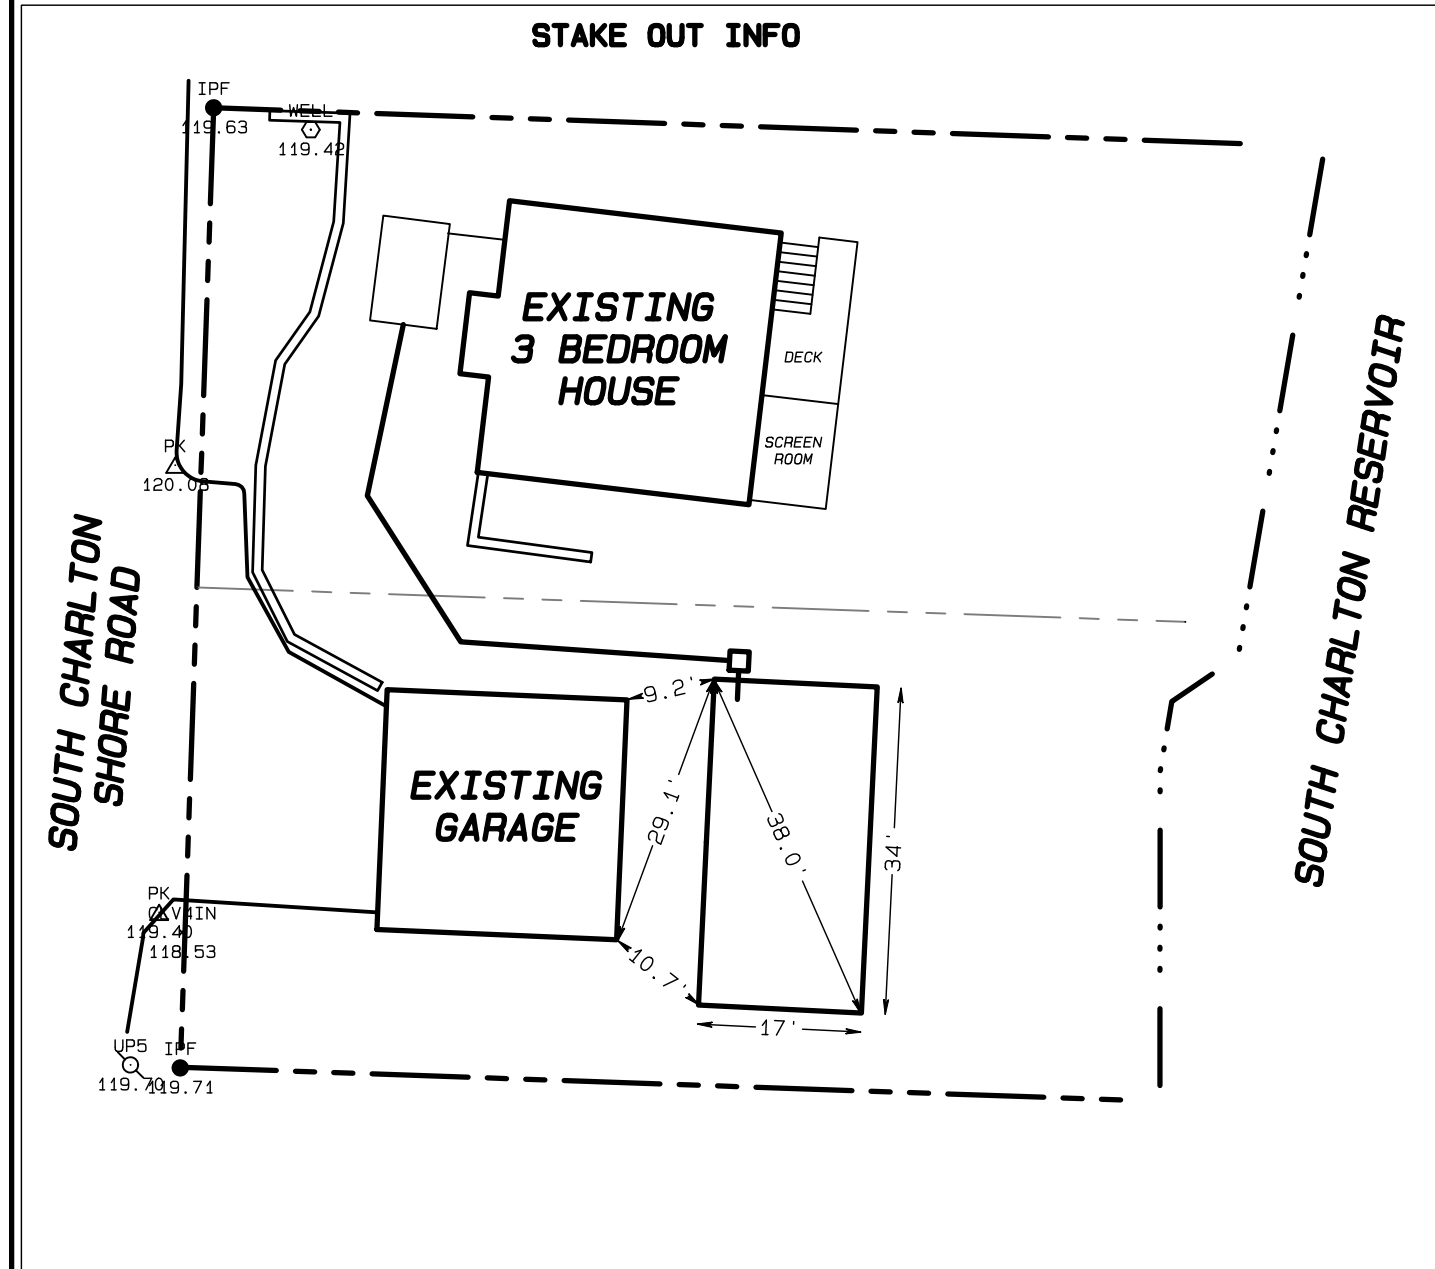 STAKE OUT INFO
IPF
119.63
WELL
119.42
EXISTING
3 BEDROOM
HOUSE
DECK
SCREEN
ROOM
PK
120.08
SOUTH CHARLTON
SHORE ROAD
SOUTH CHARLTON RESERVOIR
9.2'
EXISTING
GARAGE
29.1'
38.0'
34'
10.7'
17'
PK
119.40
118.53
UP5
IPF
119.70
119.71